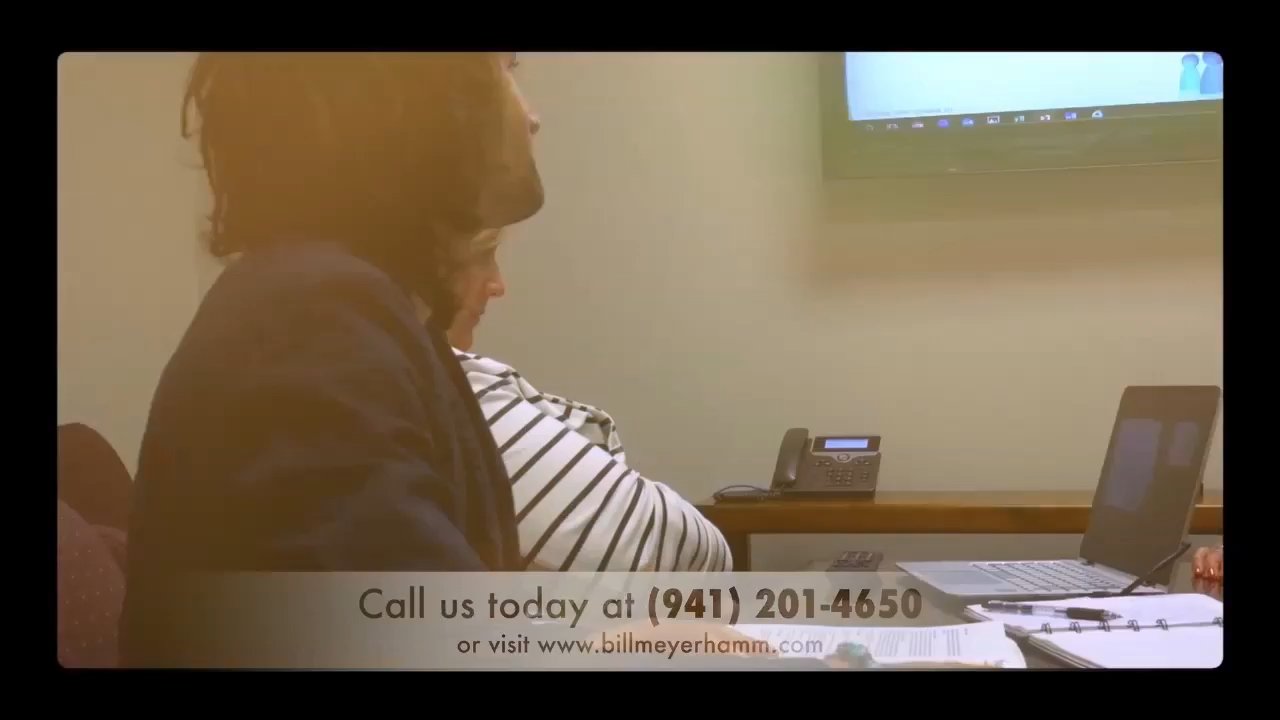 Call us today at (941) 201-4650
or visit www.billmeyerhamm.com